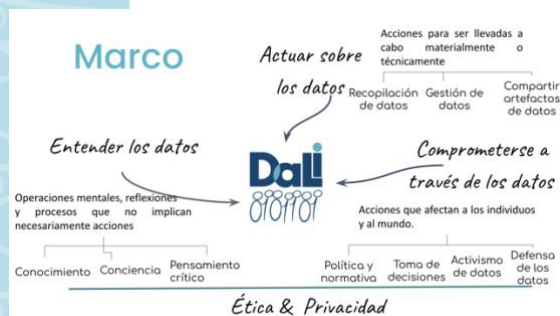 Marco
Actuar sobre
los datos
Acciones para ser llevadas a
cabo materialmente o
técnicamente
Recopilación
de datos
Gestión de
datos
Compartir
artefactos
de datos
Entender los datos
Operaciones mentales, reflexiones
y procesos que no implican
necesariamente acciones
Conocimiento
Conciencia
Pensamiento
crítico
DaLi
Comprometerse a
través de los datos
Acciones que afectan a los individuos
y al mundo.
Política y
normativa
Toma de
decisiones
Activismo
de datos
Defensa
de los
datos
Ética & Privacidad